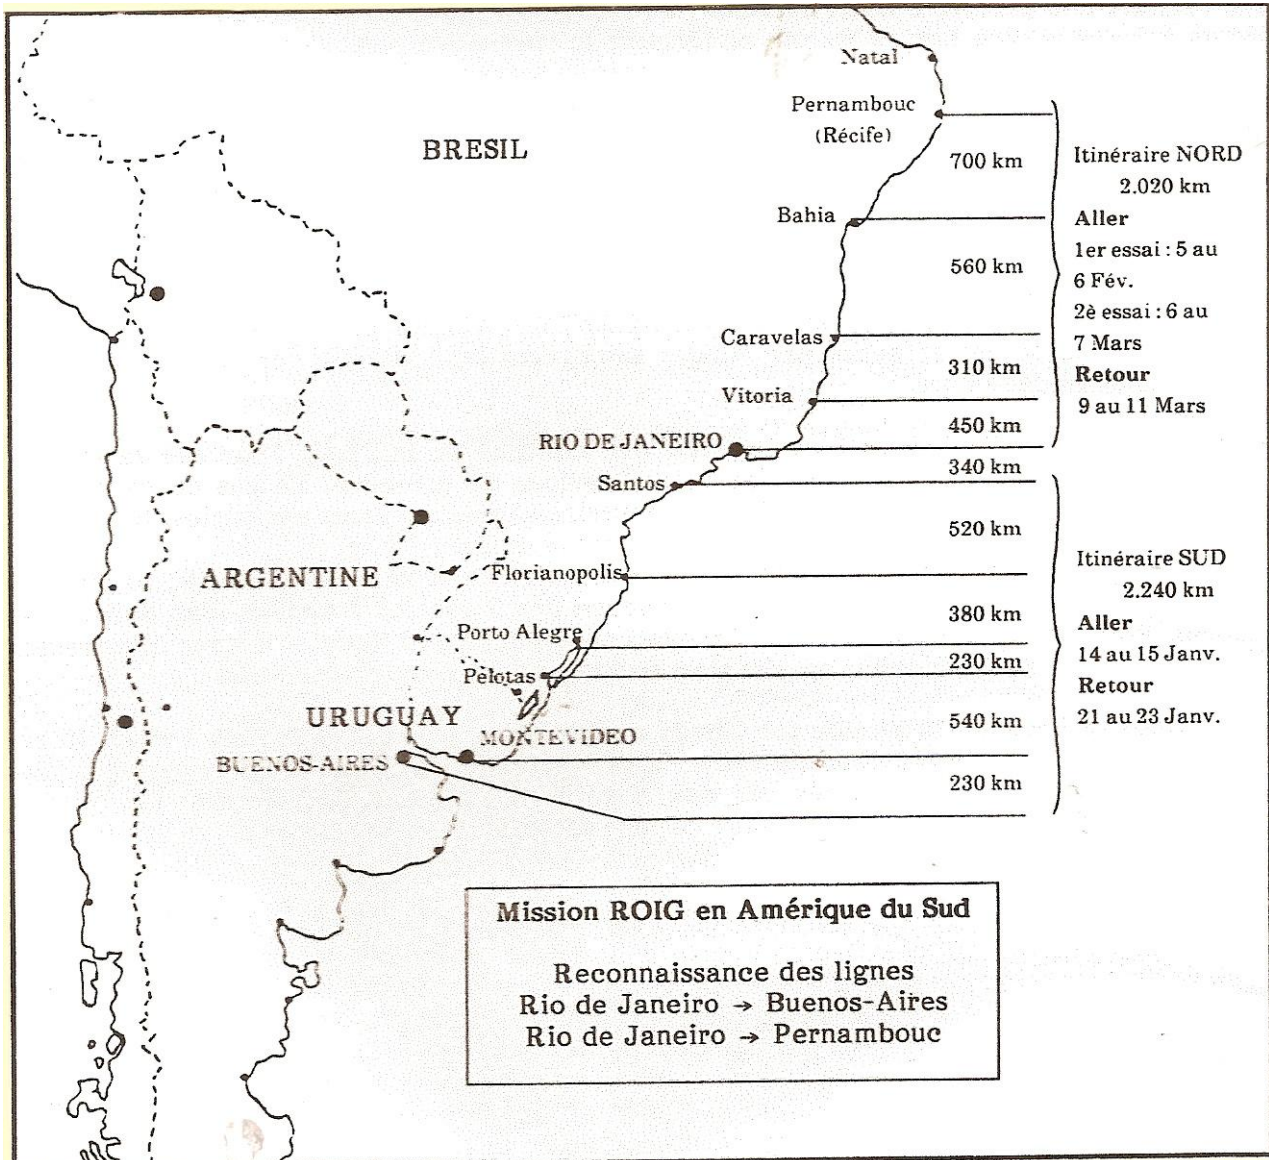 Natal
Pernambouc
(Récife)
BRESIL
700 km
Itinéraire NORD
2.020 km
Bahia
Aller
1er essai : 5 au
6 Fév.
560 km
2è essai : 6 au
7 Mars
Caravelas
Retour
310 km
Vitoria
9 au 11 Mars
450 km
RIO DE JANEIRO
340 km
Santos
520 km
Itinéraire SUD
2.240 km
Florianopolis
ARGENTINE
380 km
Aller
Porto Alegre
14 au 15 Janv.
230 km
Pelotas
Retour
21 au 23 Janv.
URUGUAY
540 km
MONTEVIDEO
BUENOS-AIRES
230 km
Mission ROIG en Amérique du Sud
Reconnaissance des lignes
Rio de Janeiro → Buenos-Aires
Rio de Janeiro → Pernambouc